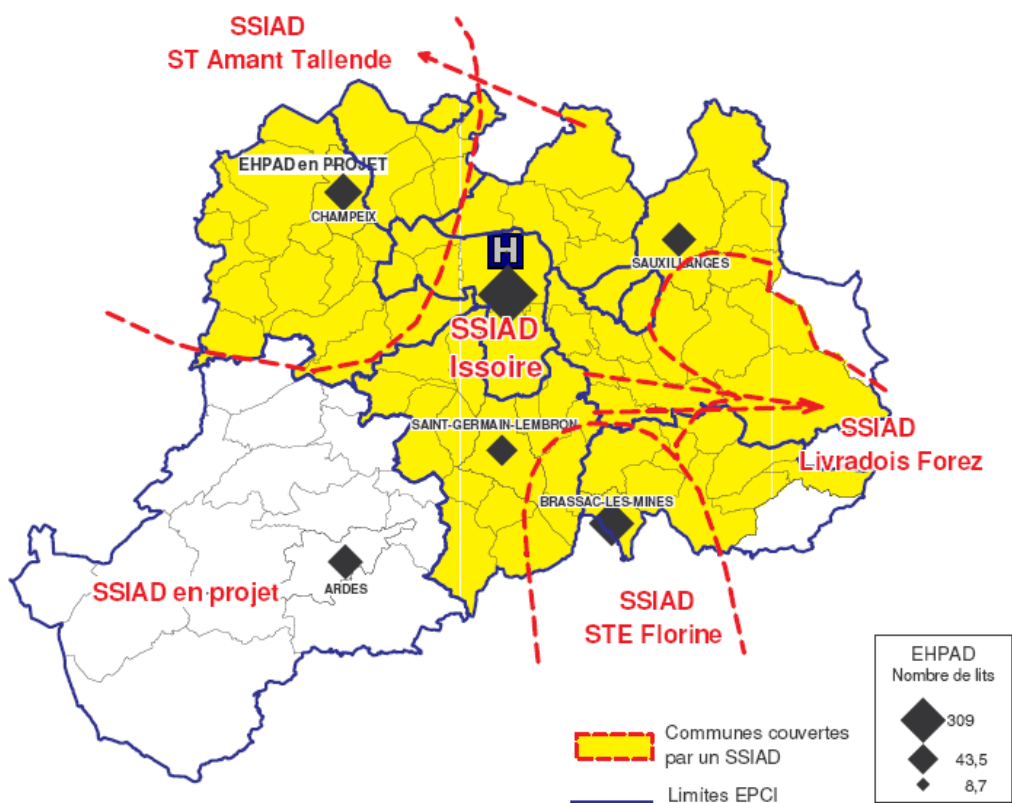 SSIAD
ST Amant Tallende
EHPAD en PROJET
CHAMPEIX
H
SAUXILLANGES
SSIAD
Issoire
SAINT-GERMAIN-LEMBRON
SSIAD
Livradois Forez
BRASSAC-LES-MINES
SSIAD en projet
ARDES
SSIAD
STE Florine
EHPAD
Nombre de lits
309
43,5
8,7
Communes couvertes
par un SSIAD
Limites EPCI